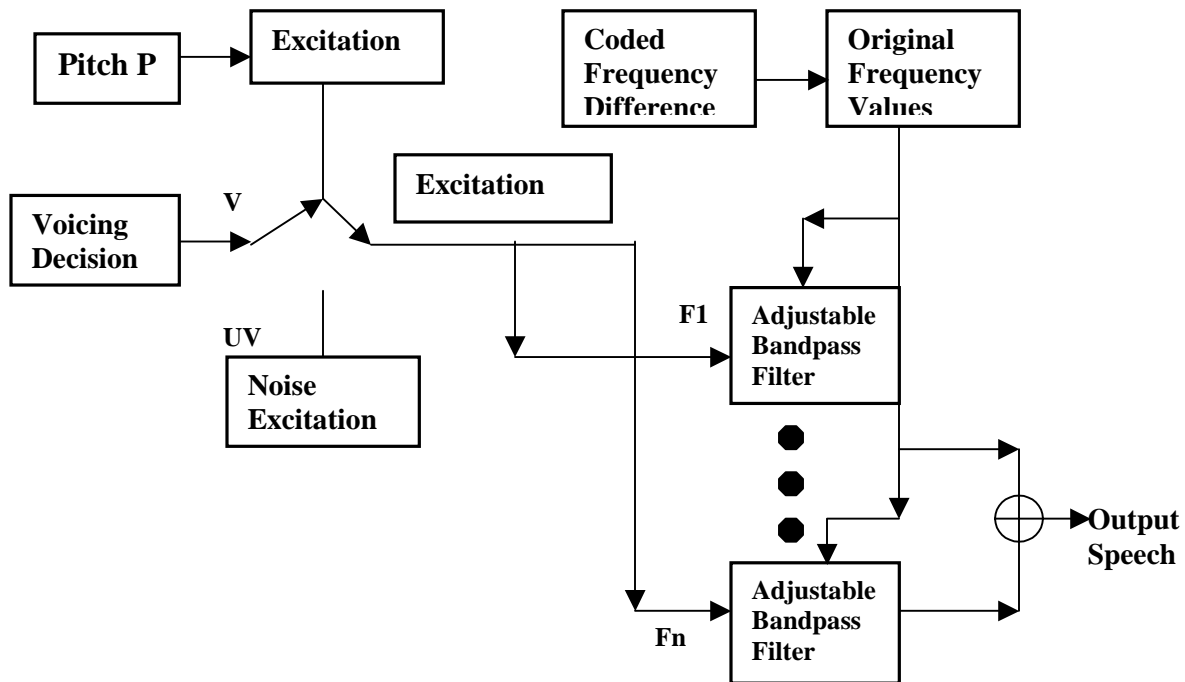 Pitch P
Excitation
Coded
Frequency
Difference
Original
Frequency
Values
Excitation
V
Voicing
Decision
UV
Noise
Excitation
F1
Adjustable
Bandpass
Filter
Output
Speech
Fn
Adjustable
Bandpass
Filter